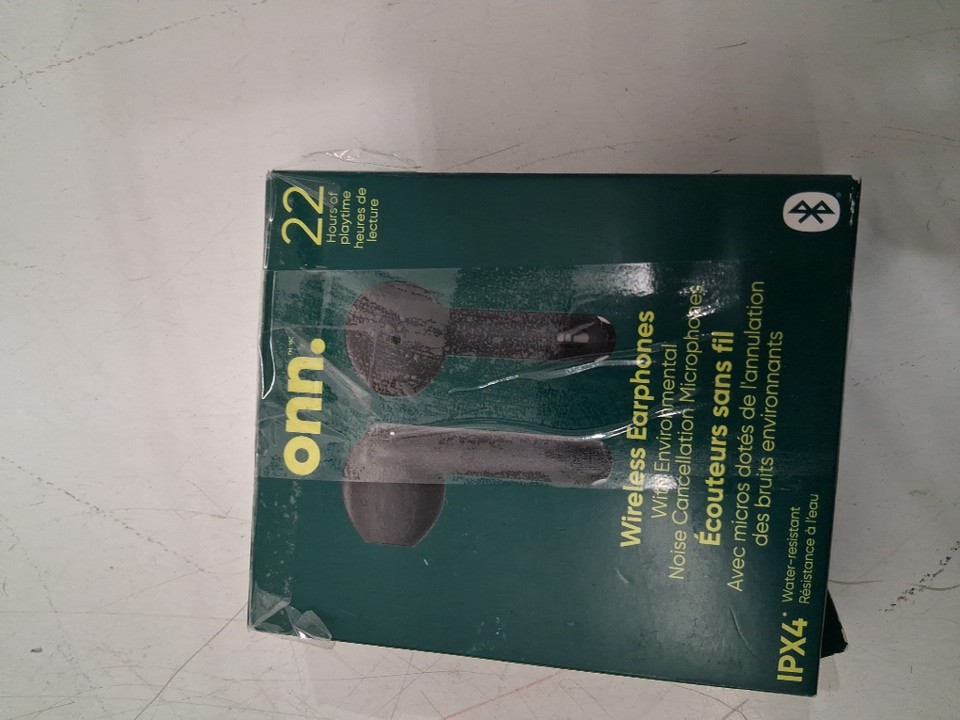 onn.
22
Hours of
playtime
heures de
lecture
Wireless Earphones
With Environmental
Noise Cancellation Microphones
Écouteurs sans fil
Avec micros dotés de l'annulation
des bruits environnants
IPX4*
Water-resistant
Résistance à l'eau